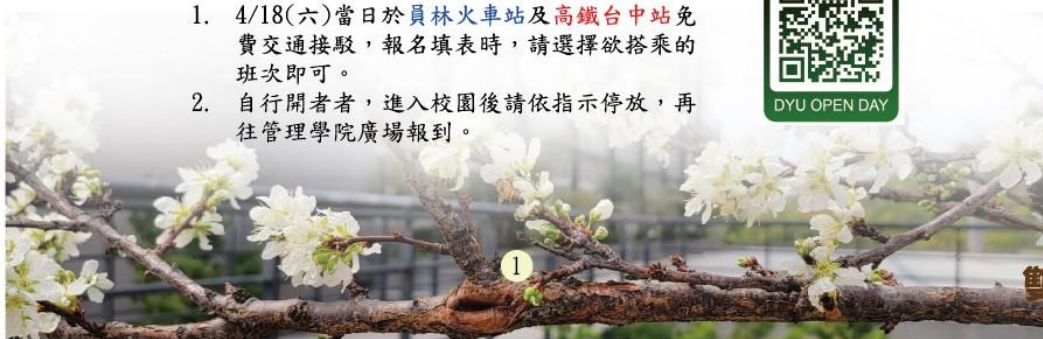 1. 4/18(六)當日於員林火車站及高鐵台中站免
費交通接駁，報名填表時，請選擇欲搭乘的
班次即可。
2. 自行開者者，進入校園後請依指示停放，再
往管理學院廣場報到。
DYU OPEN DAY
1